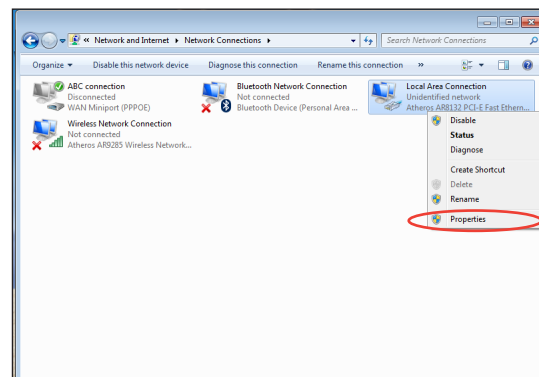 « Network and Internet ▸ Network Connections ▸
Search Network Connections
Organize ▾ Disable this network device Diagnose this connection Rename this connection »
ABC connection
Disconnected
WAN Miniport (PPPOE)
Bluetooth Network Connection
Not connected
Bluetooth Device (Personal Area ...
Local Area Connection
Unidentified network
Atheros AR8132 PCI-E Fast Ethern...
Wireless Network Connection
Not connected
Atheros AR9285 Wireless Network...
Disable
Status
Diagnose
Create Shortcut
Delete
Rename
Properties